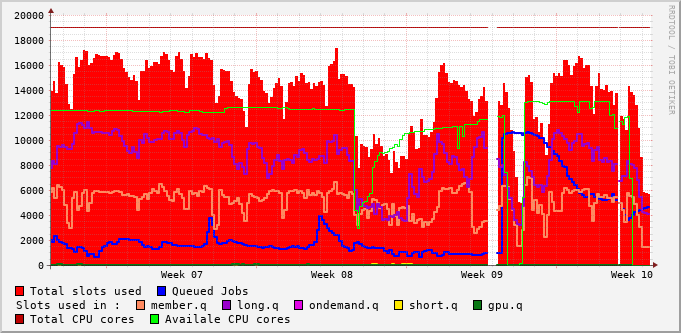 20000
18000
16000
14000
12000
10000
8000
6000
4000
2000
0
Week 07 Week 08 Week 09 Week 10
RRDTOOL / TOBI OETIKER
Total slots used Queued Jobs
Slots used in : member.q long.q ondemand.q short.q gpu.q
Total CPU cores Availale CPU cores